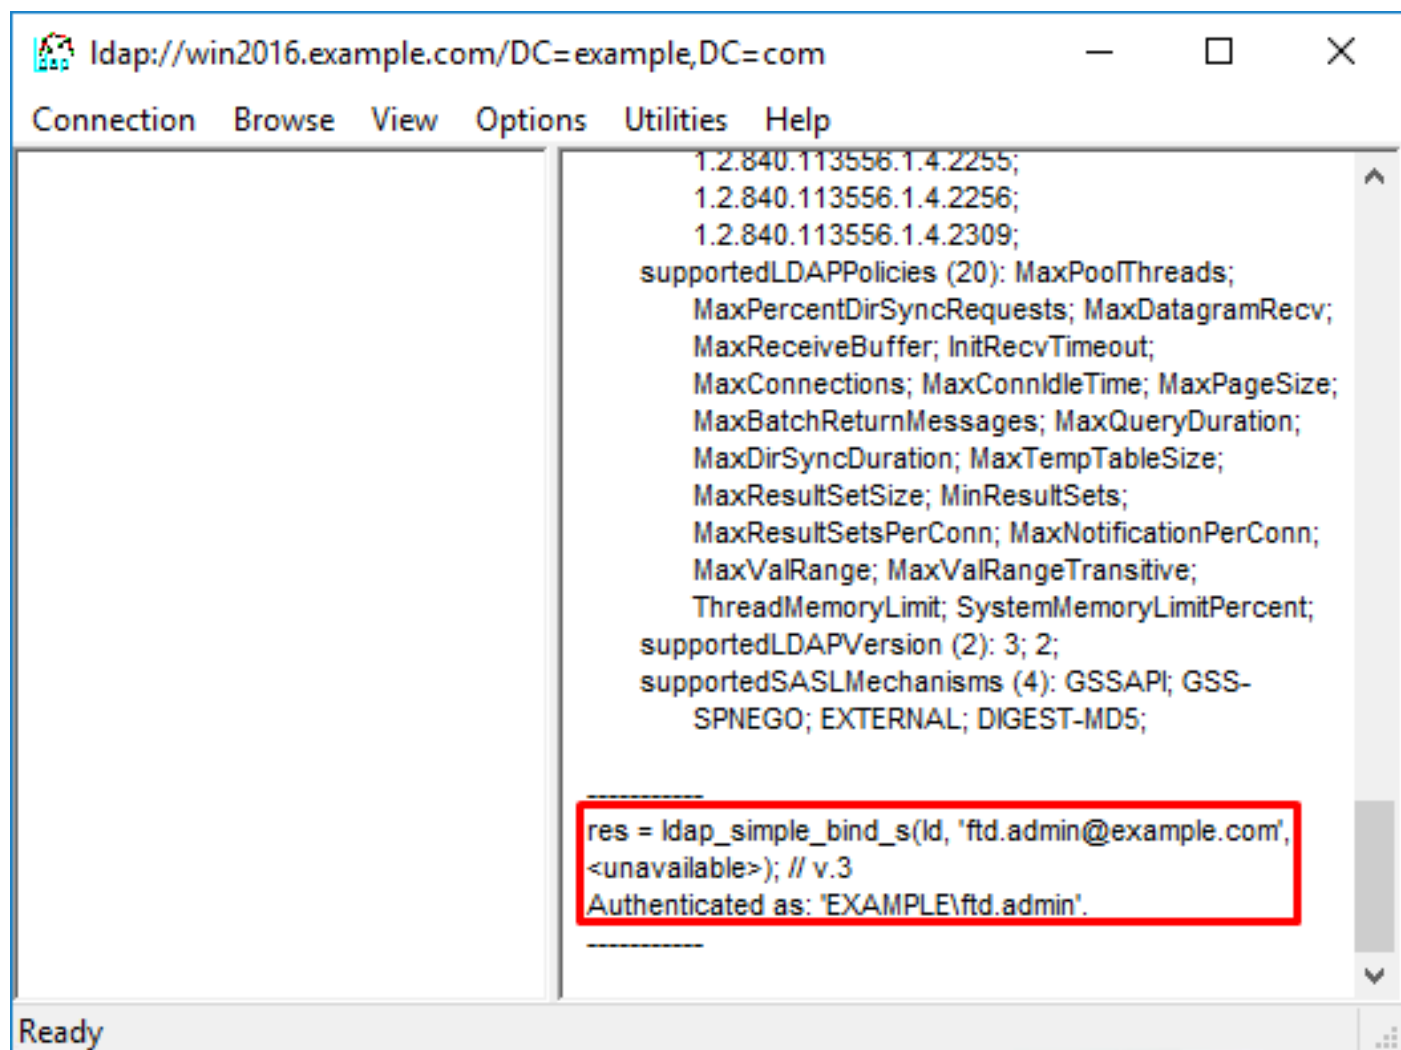 ldap://win2016.example.com/DC=example,DC=com
Connection Browse View Options Utilities Help
1.2.840.113556.1.4.2255;
1.2.840.113556.1.4.2256;
1.2.840.113556.1.4.2309;
supportedLDAPPolicies (20): MaxPoolThreads;
MaxPercentDirSyncRequests; MaxDatagramRecv;
MaxReceiveBuffer; InitRecvTimeout;
MaxConnections; MaxConnIdleTime; MaxPageSize;
MaxBatchReturnMessages; MaxQueryDuration;
MaxDirSyncDuration; MaxTempTableSize;
MaxResultSetSize; MinResultSets;
MaxResultSetsPerConn; MaxNotificationPerConn;
MaxValRange; MaxValRangeTransitive;
ThreadMemoryLimit; SystemMemoryLimitPercent;
supportedLDAPVersion (2): 3; 2;
supportedSASLMechanisms (4): GSSAPI; GSS-
SPNEGO; EXTERNAL; DIGEST-MD5;
-----------
res = ldap_simple_bind_s(ld, 'ftd.admin@example.com',
<unavailable>); // v.3
Authenticated as: 'EXAMPLE\ftd.admin'.
-----------
Ready